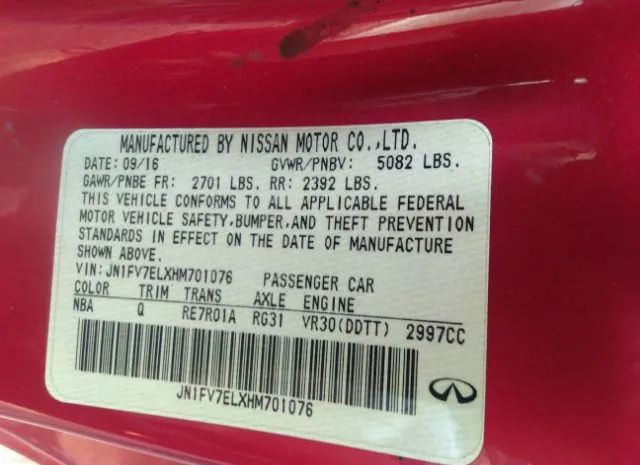 MANUFACTURED BY NISSAN MOTOR CO.,LTD.
DATE: 09/16 GVWR/PNBV: 5082 LBS.
GAWR/PNBE FR: 2701 LBS. RR: 2392 LBS.
THIS VEHICLE CONFORMS TO ALL APPLICABLE FEDERAL
MOTOR VEHICLE SAFETY,BUMPER,AND THEFT PREVENTION
STANDARDS IN EFFECT ON THE DATE OF MANUFACTURE
SHOWN ABOVE.
VIN: JN1FV7ELXHM701076 PASSENGER CAR
COLOR TRIM TRANS AXLE ENGINE
NBA Q RE7R01A RG31 VR30(DDTT) 2997CC
JN1FV7ELXHM701076